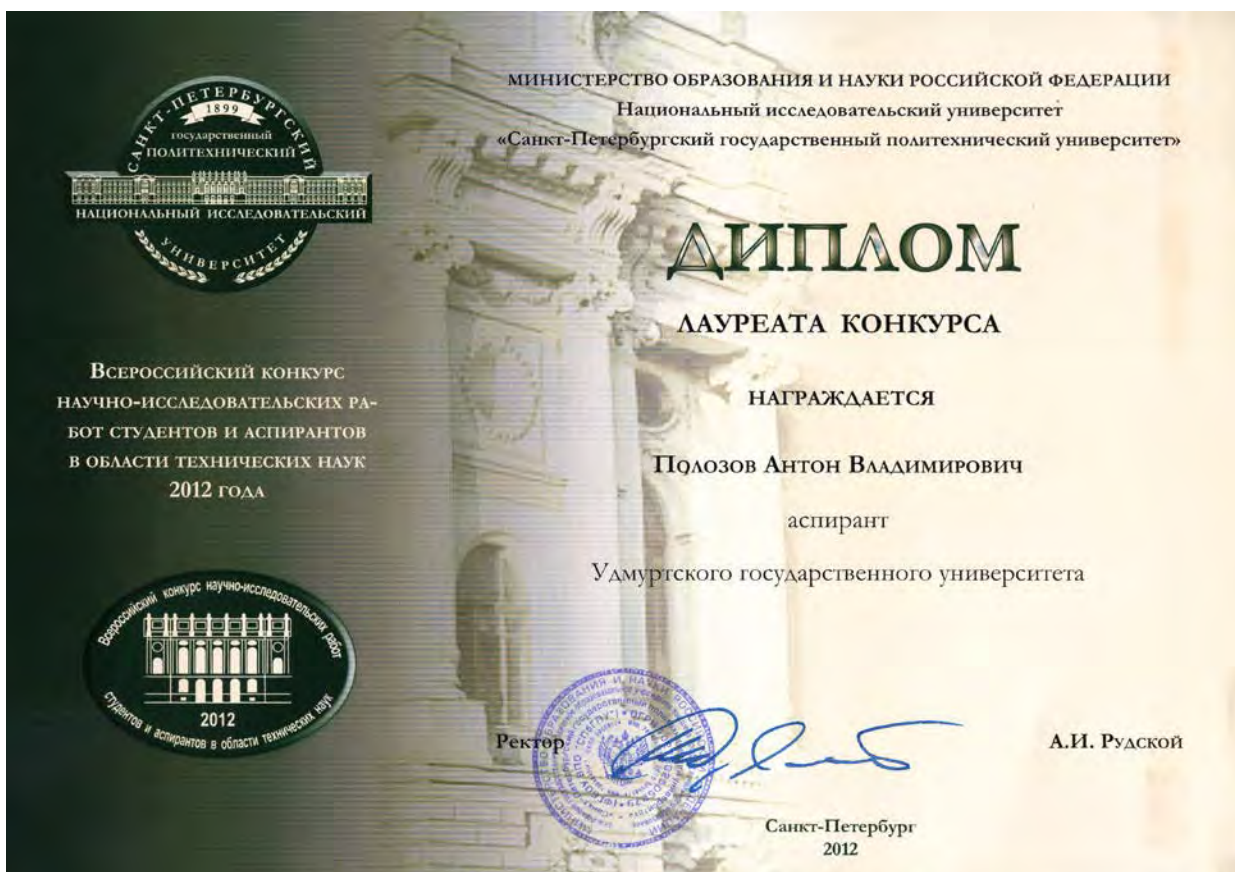 САНКТ-ПЕТЕРБУРГСКИЙ
1899
государственный
ПОЛИТЕХНИЧЕСКИЙ
НАЦИОНАЛЬНЫЙ ИССЛЕДОВАТЕЛЬСКИЙ
УНИВЕРСИТЕТ
Всероссийский конкурс
научно-исследовательских ра-
бот студентов и аспирантов
в области технических наук
2012 года
Всероссийский конкурс научно-исследовательских работ
2012
студентов и аспирантов в области технических наук
МИНИСТЕРСТВО ОБРАЗОВАНИЯ И НАУКИ РОССИЙСКОЙ ФЕДЕРАЦИИ
Национальный исследовательский университет
«Санкт-Петербургский государственный политехнический университет»
ДИПЛОМ
ЛАУРЕАТА КОНКУРСА
НАГРАЖДАЕТСЯ
Полозов Антон Владимирович
аспирант
Удмуртского государственного университета
Ректор
А.И. Рудской
Санкт-Петербург
2012